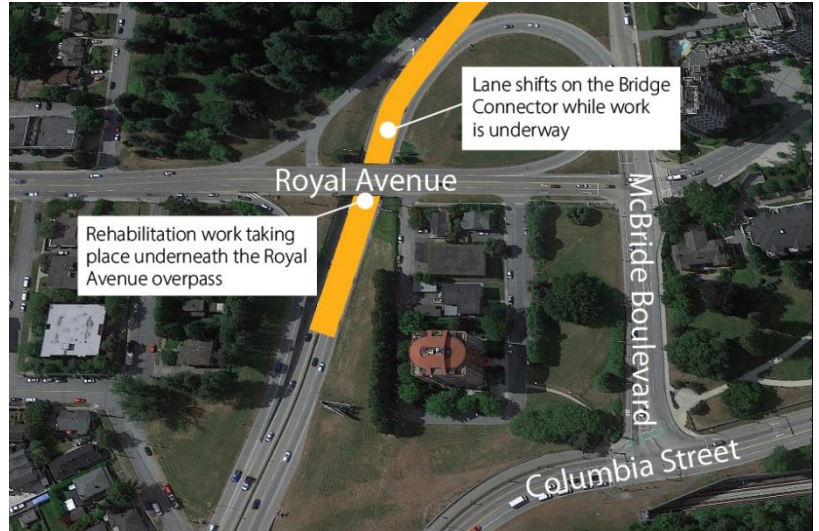 Lane shifts on the Bridge
Connector while work
is underway
Royal Avenue
Rehabilitation work taking
place underneath the Royal
Avenue overpass
McBride Boulevard
Columbia Street